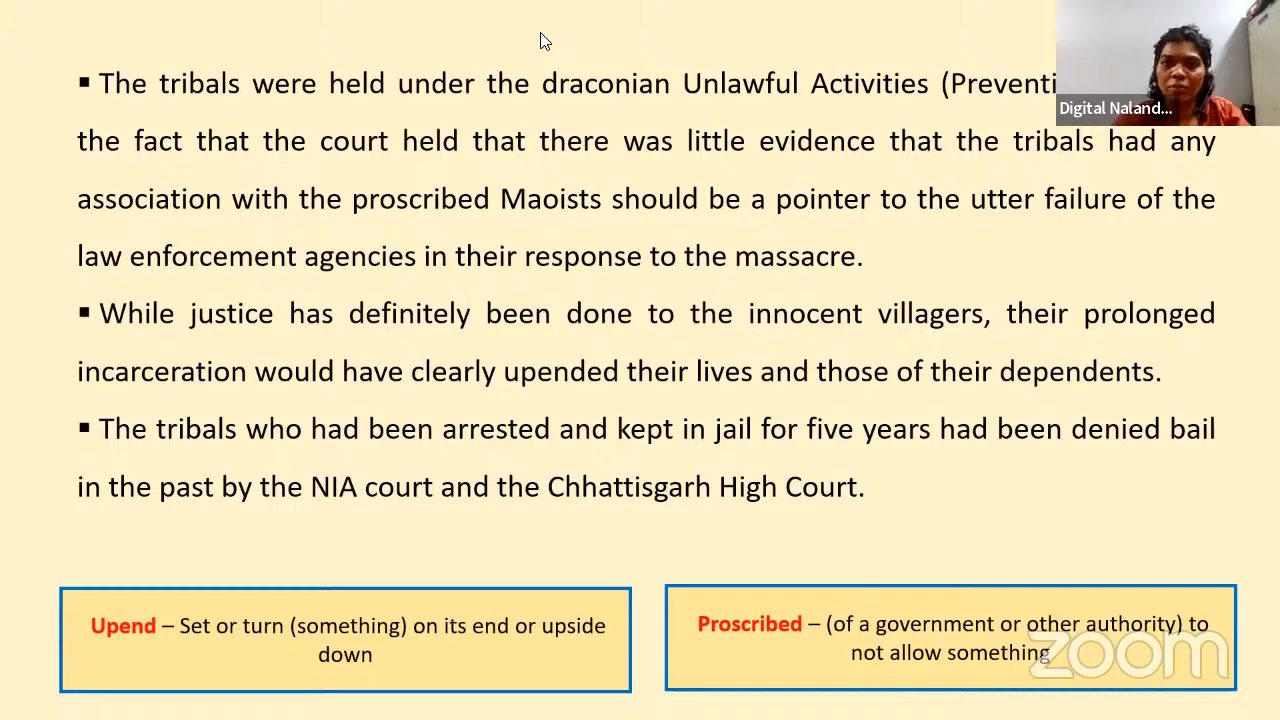 ▪ The tribals were held under the draconian Unlawful Activities (Preventi
Digital Naland...
the fact that the court held that there was little evidence that the tribals had any
association with the proscribed Maoists should be a pointer to the utter failure of the
law enforcement agencies in their response to the massacre.
▪ While justice has definitely been done to the innocent villagers, their prolonged
incarceration would have clearly upended their lives and those of their dependents.
▪ The tribals who had been arrested and kept in jail for five years had been denied bail
in the past by the NIA court and the Chhattisgarh High Court.
Upend – Set or turn (something) on its end or upside
down
Proscribed – (of a government or other authority) to
not allow something
zoom